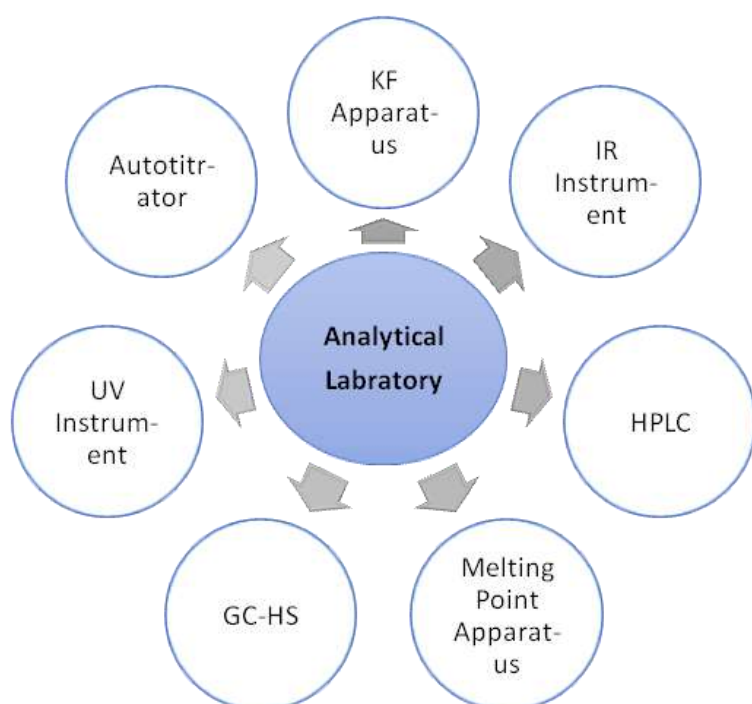 KF
Apparat-
us
IR
Instrum-
ent
HPLC
Melting
Point
Apparat-
us
GC-HS
UV
Instrum-
ent
Autotitr-
ator
Analytical
Labratory